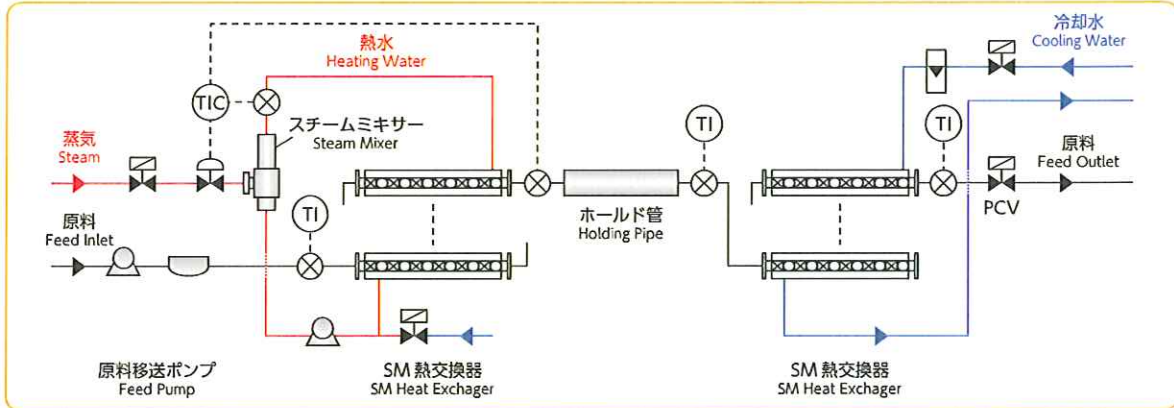 熱水
Heating Water
冷却水
Cooling Water
TIC
スチームミキサー
Steam Mixer
蒸気
Steam
TI
TI
原料
Feed Outlet
原料
Feed Inlet
TI
ホールド管
Holding Pipe
PCV
原料移送ポンプ
Feed Pump
SM 熱交換器
SM Heat Exchager
SM 熱交換器
SM Heat Exchager